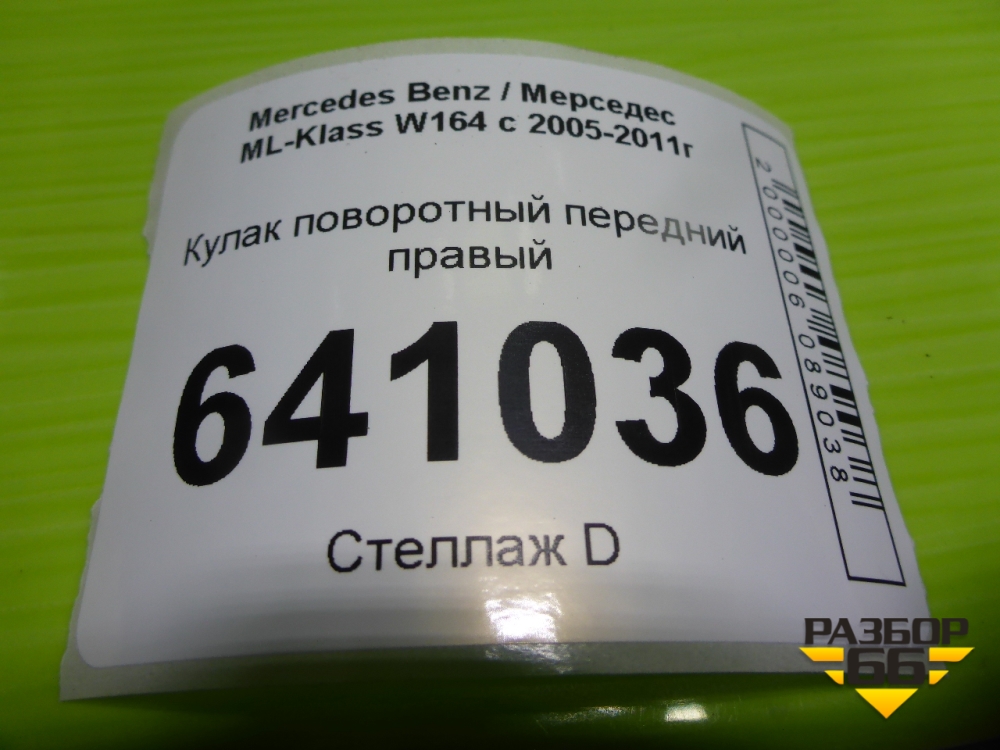 Mercedes Benz / Мерседес
ML-Klass W164 с 2005-2011г
Кулак поворотный передний
правый
641036
Стеллаж D
2000006089038
РАЗБОР
66